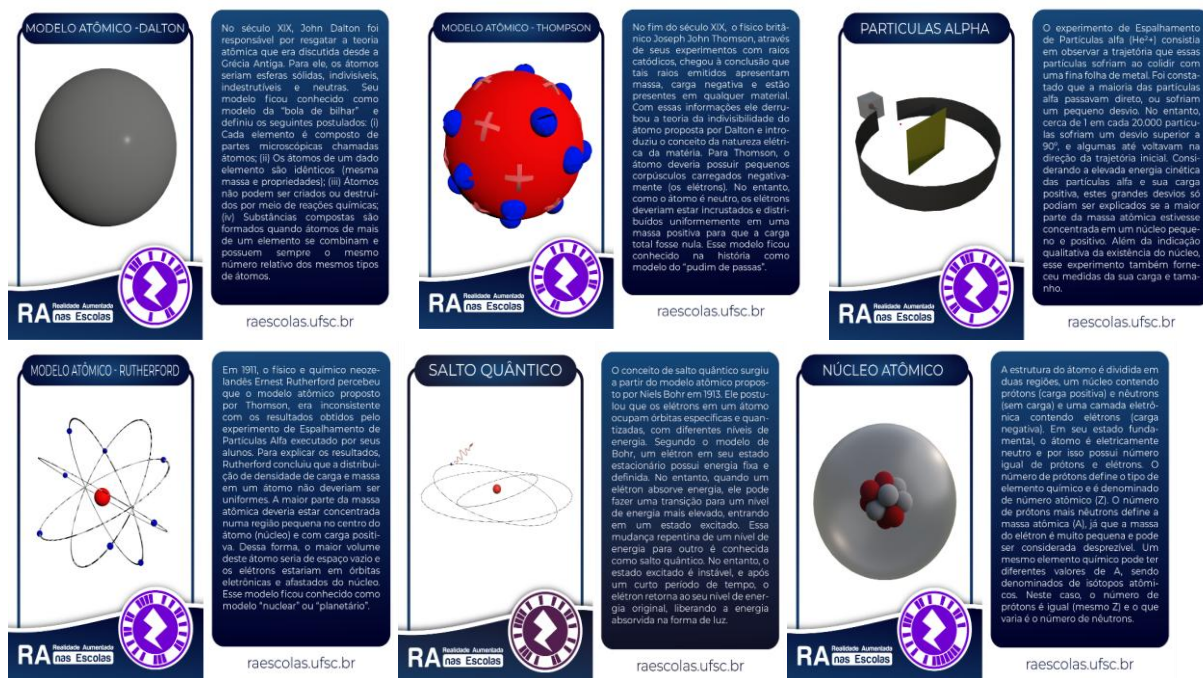 MODELO ATÔMICO -DALTON
No século XIX, John Dalton foi
responsável por resgatar a teoria
atômica que era discutida desde a
Grécia Antiga. Para ele, os átomos
seriam esferas sólidas, indivisíveis,
indestrutíveis e neutras. Seu
modelo ficou conhecido como
modelo da "bola de bilhar" e
definiu os seguintes postulados: (i)
Cada elemento é composto de
partes microscópicas chamadas
átomos; (ii) Os átomos de um dado
elemento são idênticos (mesma
massa e propriedades); (iii) Átomos
não podem ser criados ou destruí-
dos por meio de reações químicas;
(iv) Substâncias compostas são
formados quando átomos de mais
de um elemento se combinam e
possuem sempre o mesmo
número relativo dos mesmos tipos
de átomos.
RA Realidade Aumentada
nas Escolas
raescolas.ufsc.br
MODELO ATÔMICO - THOMPSON
No fim do século XIX, o físico britâ-
nico Joseph John Thomson, através
de seus experimentos com raios
catódicos, chegou à conclusão que
tais raios emitidos apresentam
massa, carga negativa e estão
presentes em qualquer material.
Com essas informações ele derru-
bou a teoria da indivisibilidade do
átomo proposta por Dalton e intro-
duziu o conceito da natureza elétri-
ca da matéria. Para Thomson, o
átomo deveria possuir pequenos
corpúsculos carregados negativa-
mente (os elétrons). No entanto,
como o átomo é neutro, os elétrons
deveriam estar incrustados e distri-
buídos uniformemente em uma
massa positiva para que a carga
total fosse nula. Esse modelo ficou
conhecido na história como
modelo do "pudim de passas".
RA Realidade Aumentada
nas Escolas
raescolas.ufsc.br
PARTICULAS ALPHA
O experimento de Espalhamento
de Partículas alfa (He²+) consistia
em observar a trajetória que essas
partículas sofriam ao colidir com
uma fina folha de metal. Foi consta-
tado que a maioria das partículas
alfa passavam direto, ou sofriam
um pequeno desvio. No entanto,
cerca de 1 em cada 20.000 partícu-
las sofriam um desvio superior a
90º, e algumas até voltavam na
direção da trajetória inicial. Consi-
derando a elevada energia cinética
das partículas alfa e sua carga
positiva, estes grandes desvios só
podiam ser explicados se a maior
parte da massa atômica estivesse
concentrada em um núcleo peque-
no e positivo. Além da indicação
qualitativa da existência do núcleo,
esse experimento também forne-
ceu medidas da sua carga e tama-
nho.
RA Realidade Aumentada
nas Escolas
raescolas.ufsc.br
MODELO ATÔMICO - RUTHERFORD
Em 1911, o físico e químico neoze-
landês Ernest Rutherford percebeu
que o modelo atômico proposto
por Thomson, era inconsistente
com os resultados obtidos pelo
experimento de Espalhamento de
Partículas Alfa executado por seus
alunos. Para explicar os resultados,
Rutherford concluiu que a distribui-
ção de densidade de carga e massa
em um átomo não deveriam ser
uniformes. A maior parte da massa
atômica deveria estar concentrada
numa região pequena no centro do
átomo (núcleo) e com carga positi-
va. Dessa forma, o maior volume
deste átomo seria de espaço vazio e
os elétrons estariam em órbitas
eletrônicas e afastados do núcleo.
Esse modelo ficou conhecido como
modelo "nuclear" ou "planetário".
RA Realidade Aumentada
nas Escolas
raescolas.ufsc.br
SALTO QUÂNTICO
O conceito de salto quântico surgiu
a partir do modelo atômico propos-
to por Niels Bohr em 1913. Ele postu-
lou que os elétrons em um átomo
ocupam órbitas específicas e quan-
tizadas, com diferentes níveis de
energia. Segundo o modelo de
Bohr, um elétron em seu estado
estacionário possui energia fixa e
definida. No entanto, quando um
elétron absorve energia, ele pode
fazer uma transição para um nível
de energia mais elevado, entrando
em um estado excitado. Essa
mudança repentina de um nível de
energia para outro é conhecida
como salto quântico. No entanto, o
estado excitado é instável, e após
um curto período de tempo, o
elétron retorna ao seu nível de ener-
gia original, liberando a energia
absorvida na forma de luz.
RA Realidade Aumentada
nas Escolas
raescolas.ufsc.br
NÚCLEO ATÔMICO
A estrutura do átomo é dividida em
duas regiões, um núcleo contendo
prótons (carga positiva) e nêutrons
(sem carga) e uma camada eletrô-
nica contendo elétrons (carga
negativa). Em seu estado funda-
mental, o átomo é eletricamente
neutro e por isso possui número
igual de prótons e elétrons. O
número de prótons define o tipo de
elemento químico e é denominado
de número atômico (Z). O número
de prótons mais nêutrons define a
massa atômica (A), já que a massa
do elétron é muito pequena e pode
ser considerada desprezível. Um
mesmo elemento químico pode ter
diferentes valores de A, sendo
denominados de isótopos atômi-
cos. Neste caso, o número de
prótons é igual (mesmo Z) e o que
varia é o número de nêutrons.
RA Realidade Aumentada
nas Escolas
raescolas.ufsc.br